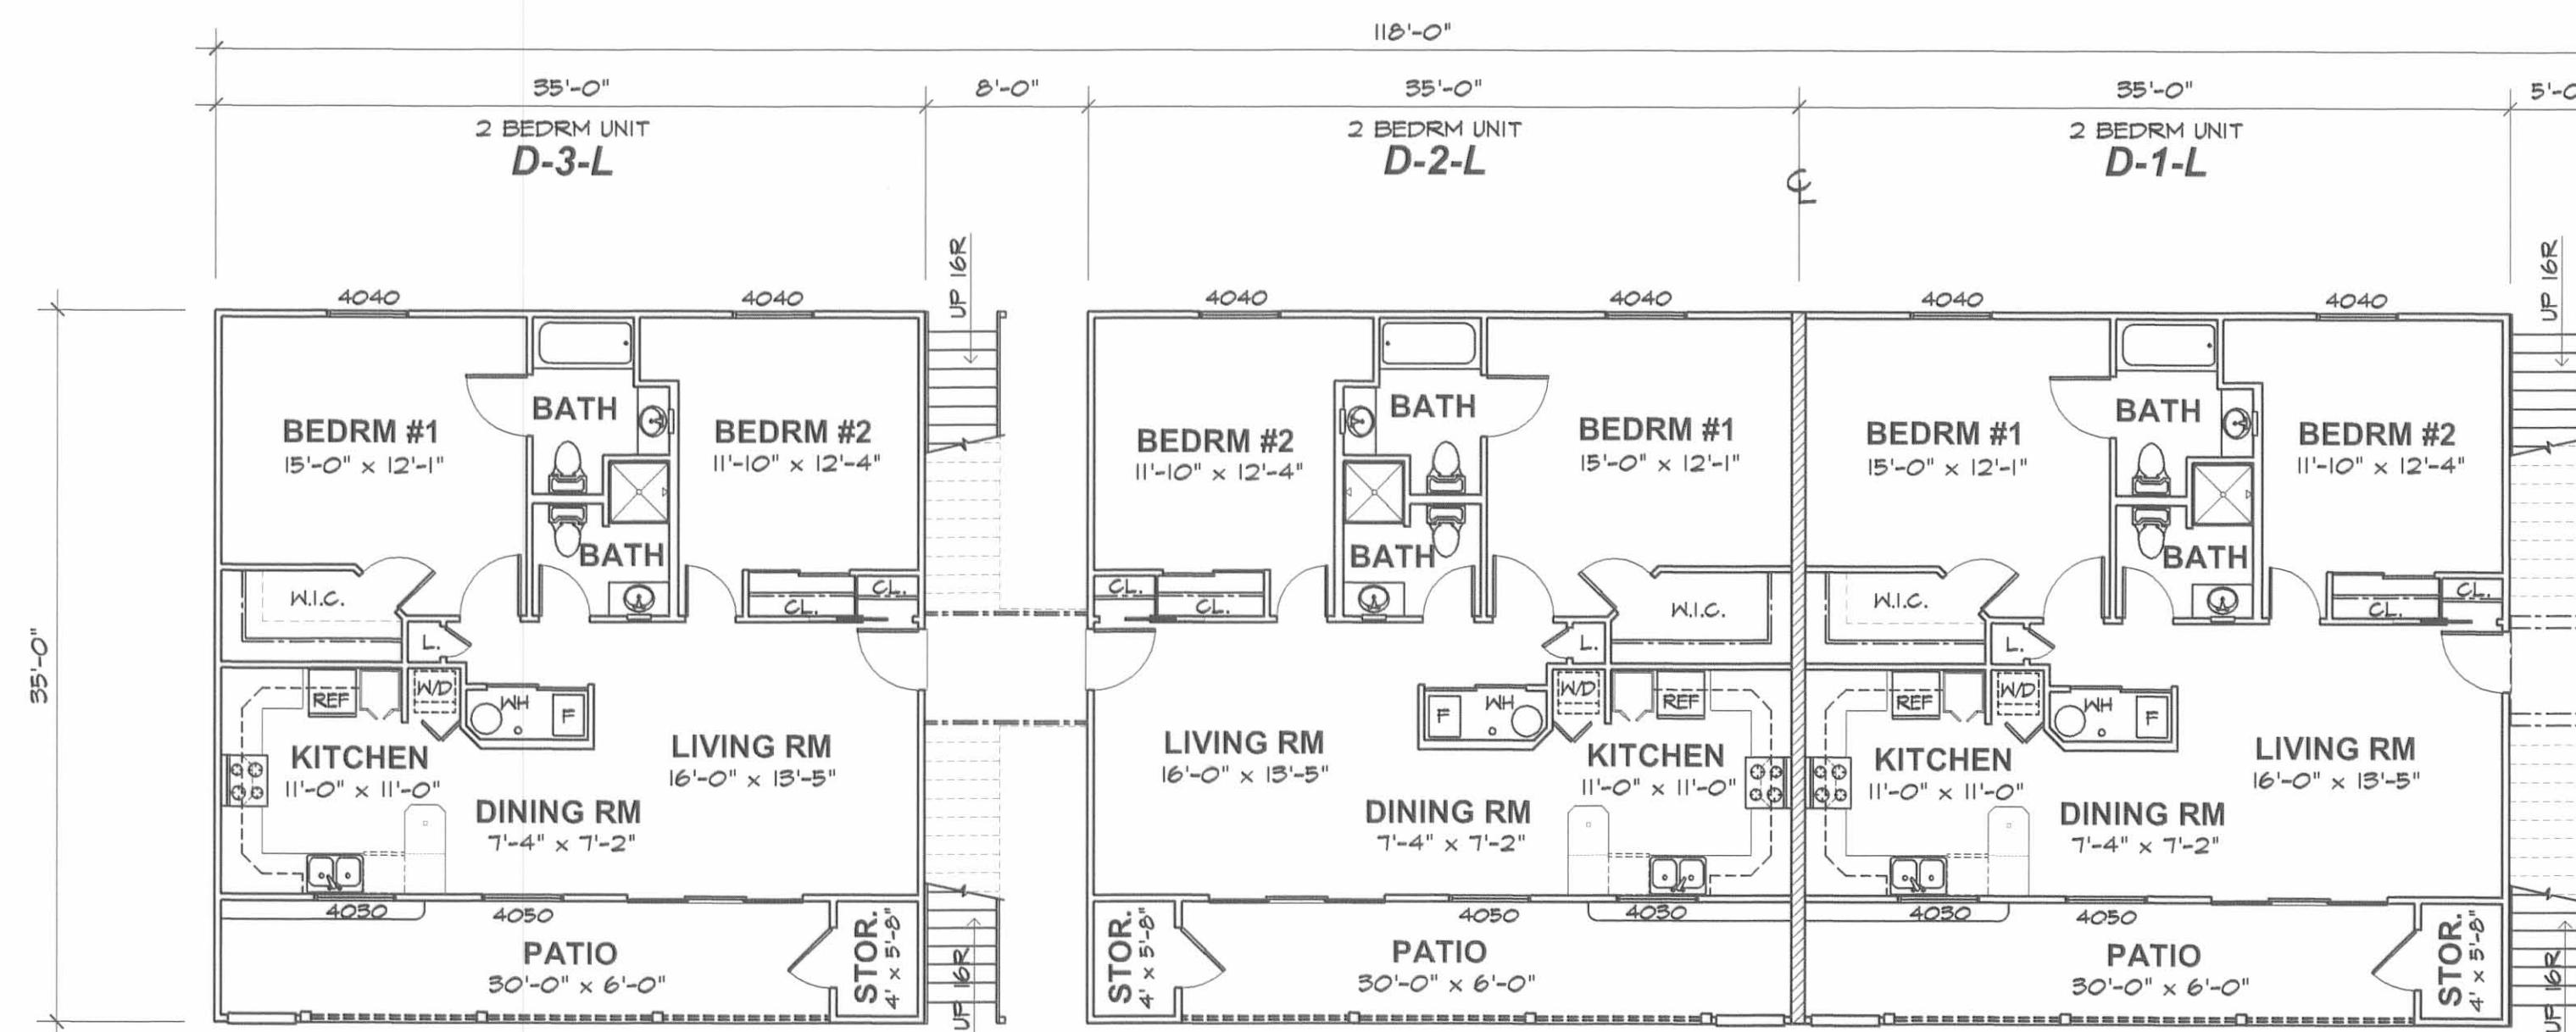 118'-0"
35'-0"
8'-0"
35'-0"
35'-0"
2 BEDRM UNIT
D-3-L
2 BEDRM UNIT
D-2-L
2 BEDRM UNIT
D-1-L
℄
UP 16R
UP 16R
4040
4040
4040
4040
4040
4040
35'-0"
BEDRM #1
15'-0" x 12'-1"
BATH
BEDRM #2
11'-10" x 12'-4"
BATH
W.I.C.
CL.
CL.
L.
REF
W/D
WH
F
KITCHEN
11'-0" x 11'-0"
LIVING RM
16'-0" x 13'-5"
DINING RM
7'-4" x 7'-2"
4030
4050
PATIO
30'-0" x 6'-0"
STOR.
4' x 5'-8"
UP 16R
BEDRM #2
11'-10" x 12'-4"
BATH
BEDRM #1
15'-0" x 12'-1"
BATH
CL.
CL.
W.I.C.
L.
F
WH
W/D
REF
LIVING RM
16'-0" x 13'-5"
KITCHEN
11'-0" x 11'-0"
DINING RM
7'-4" x 7'-2"
4050
4030
STOR.
4' x 5'-8"
PATIO
30'-0" x 6'-0"
BEDRM #1
15'-0" x 12'-1"
BATH
BEDRM #2
11'-10" x 12'-4"
BATH
W.I.C.
CL.
CL.
L.
REF
W/D
WH
F
KITCHEN
11'-0" x 11'-0"
LIVING RM
16'-0" x 13'-5"
DINING RM
7'-4" x 7'-2"
4030
4050
PATIO
30'-0" x 6'-0"
STOR.
4' x 5'-8"
UP 16R